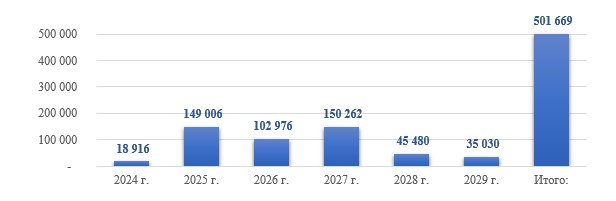 501 669
500 000
400 000
300 000
200 000
149 006
150 262
102 976
100 000
45 480
35 030
18 916
-
2024 г.
2025 г.
2026 г.
2027 г.
2028 г.
2029 г.
Итого: